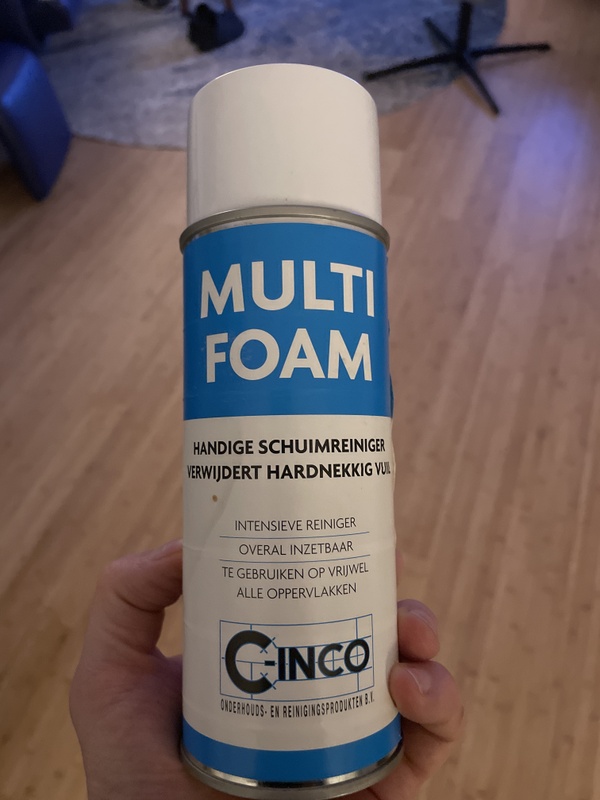 MULTI
FOAM
HANDIGE SCHUIMREINIGER
VERWIJDERT HARDNEKKIG VUIL
INTENSIEVE REINIGER
OVERAL INZETBAAR
TE GEBRUIKEN OP VRIJWEL
ALLE OPPERVLAKKEN
C-INCO
ONDERHOUDS- EN REINIGINGSPRODUKTEN B.V.